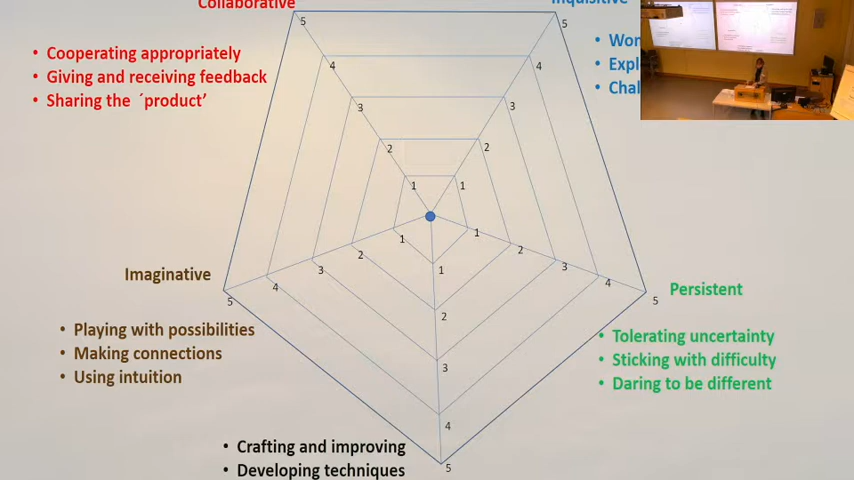 Collaborative
Inquisitive
• Cooperating appropriately
• Giving and receiving feedback
• Sharing the ´product’
5
5
4
4
3
3
2
2
1
1
1
1
1
2
2
2
3
3
3
4
4
4
5
5
5
Imaginative
Persistent
• Playing with possibilities
• Making connections
• Using intuition
• Tolerating uncertainty
• Sticking with difficulty
• Daring to be different
• Crafting and improving
• Developing techniques